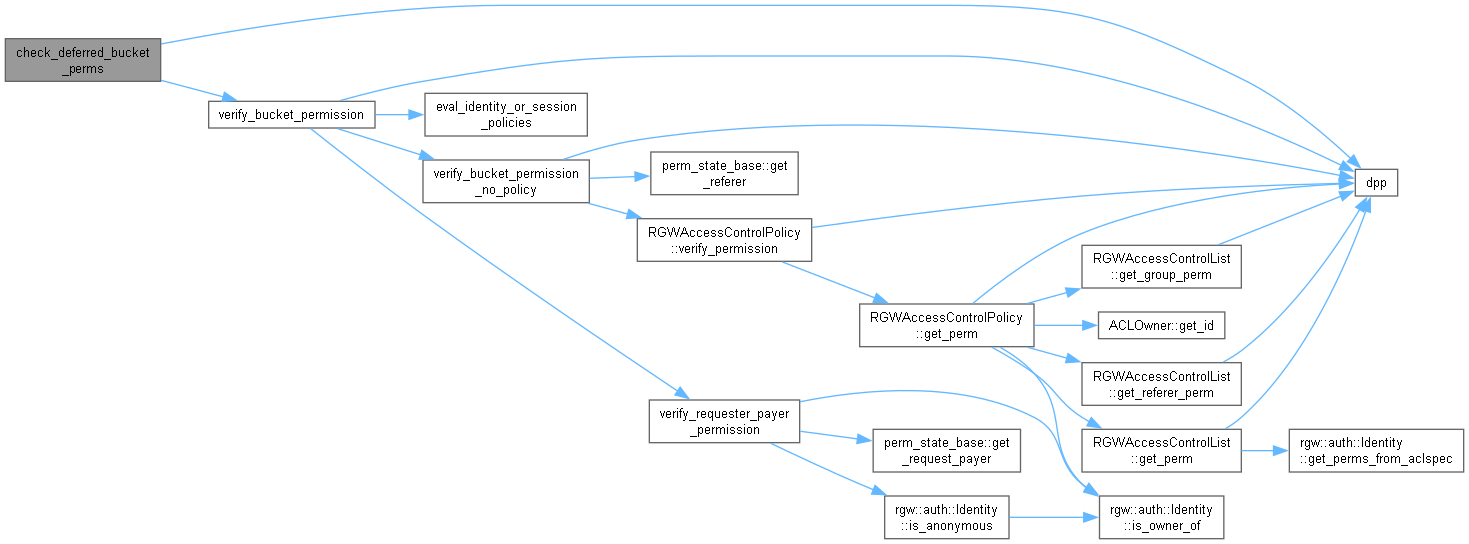 check_deferred_bucket
_perms
verify_bucket_permission
eval_identity_or_session
_policies
verify_bucket_permission
_no_policy
perm_state_base::get
_referer
dpp
RGWAccessControlPolicy
::verify_permission
RGWAccessControlList
::get_group_perm
RGWAccessControlPolicy
::get_perm
ACLOwner::get_id
RGWAccessControlList
::get_referer_perm
verify_requester_payer
_permission
perm_state_base::get
_request_payer
RGWAccessControlList
::get_perm
rgw::auth::Identity
::get_perms_from_aclspec
rgw::auth::Identity
::is_anonymous
rgw::auth::Identity
::is_owner_of